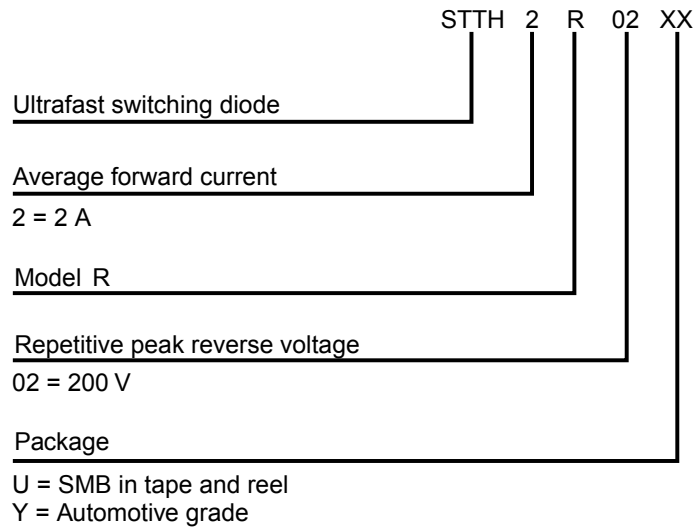 STTH 2 R 02 XX
Ultrafast switching diode
Average forward current
2 = 2 A
Model R
Repetitive peak reverse voltage
02 = 200 V
Package
U = SMB in tape and reel
Y = Automotive grade